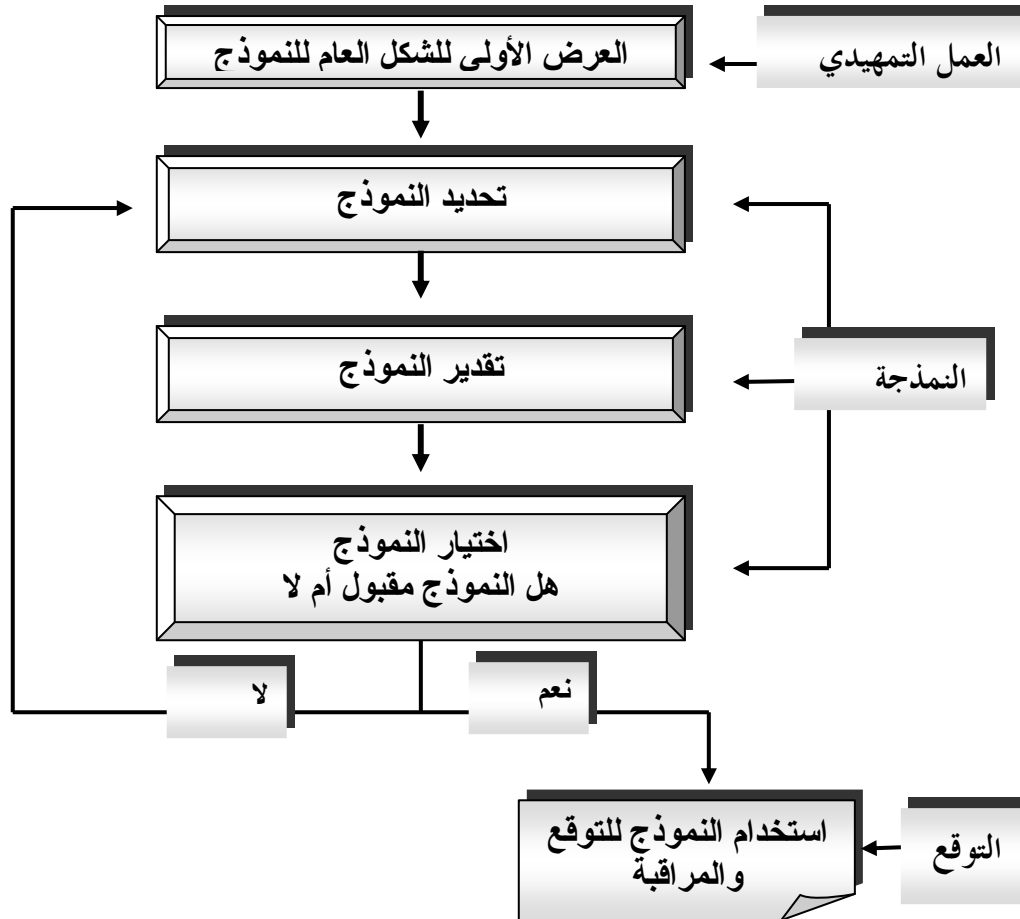 العرض الأولى للشكل العام للنموذج
العمل التمهيدي
تحديد النموذج
تقدير النموذج
النمذجة
اختيار النموذج
هل النموذج مقبول أم لا
نعم
لا
استخدام النموذج للتوقع
والمراقبة
التوقع